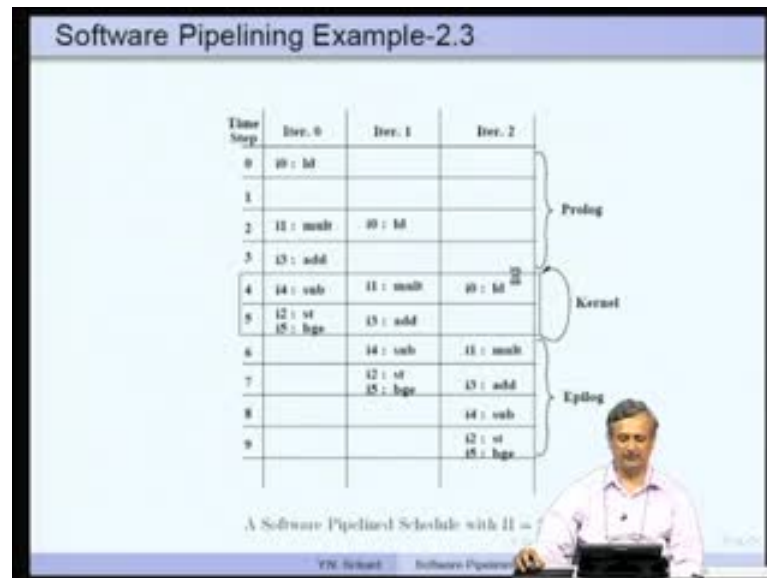 Software Pipelining Example-2.3
Time Step Iter. 0 Iter. 1 Iter. 2
0 i0 : ld
1
2 i1 : mult i0 : ld
3 i3 : add
Prolog
4 i4 : sub i1 : mult i0 : ld
5 i2 : st i3 : add
i5 : bge
Kernel
6 i4 : sub i1 : mult
7 i2 : st i3 : add
i5 : bge
8 i4 : sub
9 i2 : st
i5 : bge
Epilog
A Software Pipelined Schedule with II =
Y.N. Srikant Software Pipelining